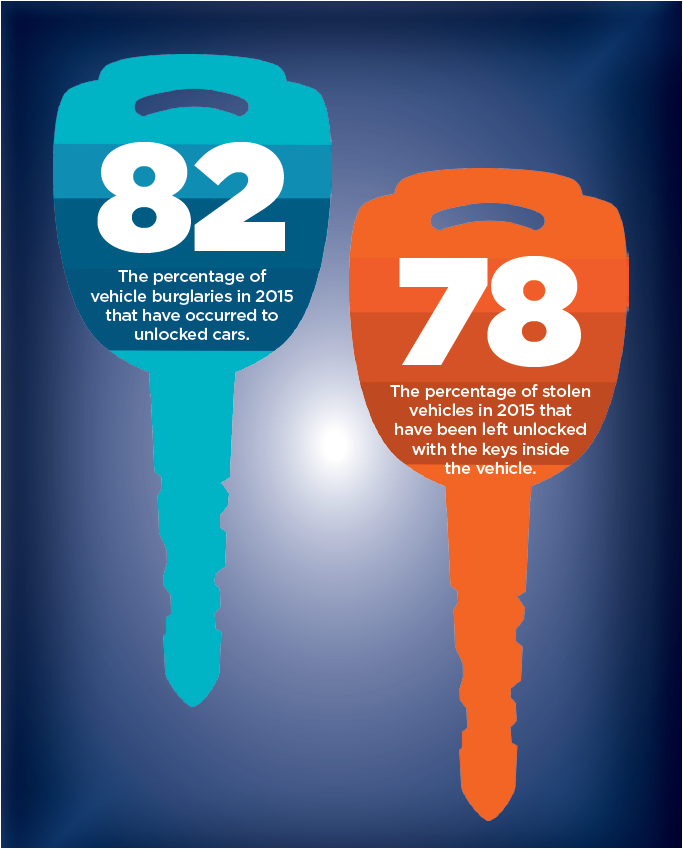 82
The percentage of
vehicle burglaries in 2015
that have occurred to
unlocked cars.
78
The percentage of stolen
vehicles in 2015 that
have been left unlocked
with the keys inside
the vehicle.